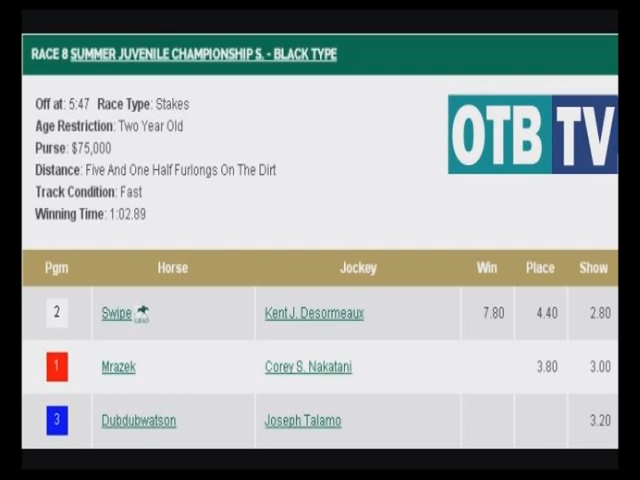 RACE 8 SUMMER JUVENILE CHAMPIONSHIP S. - BLACK TYPE
Off at: 5:47 Race Type: Stakes
Age Restriction: Two Year Old
Purse: $75,000
Distance: Five And One Half Furlongs On The Dirt
Track Condition: Fast
Winning Time: 1:02.89
OTB TV
Pgm Horse Jockey Win Place Show
2 Swipe Kent J. Desormeaux 7.80 4.40 2.80
1 Mrazek Corey S. Nakatani 3.80 3.00
3 Dubdubwatson Joseph Talamo 3.20